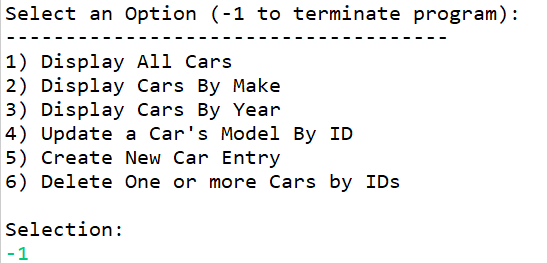 Select an Option (-1 to terminate program):
-------------------------------------
1) Display All Cars
2) Display Cars By Make
3) Display Cars By Year
4) Update a Car's Model By ID
5) Create New Car Entry
6) Delete One or more Cars by IDs
Selection:
-1